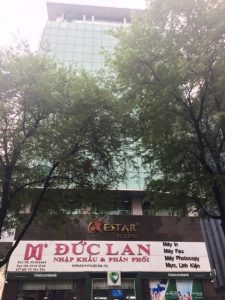 ESTAR
ĐỨC LAN
NHẬP KHẨU & PHÂN PHỐI
Máy In
Máy Fax
Máy Photocopy
Mực, Linh Kiện
Vietcombank
Vietcombank